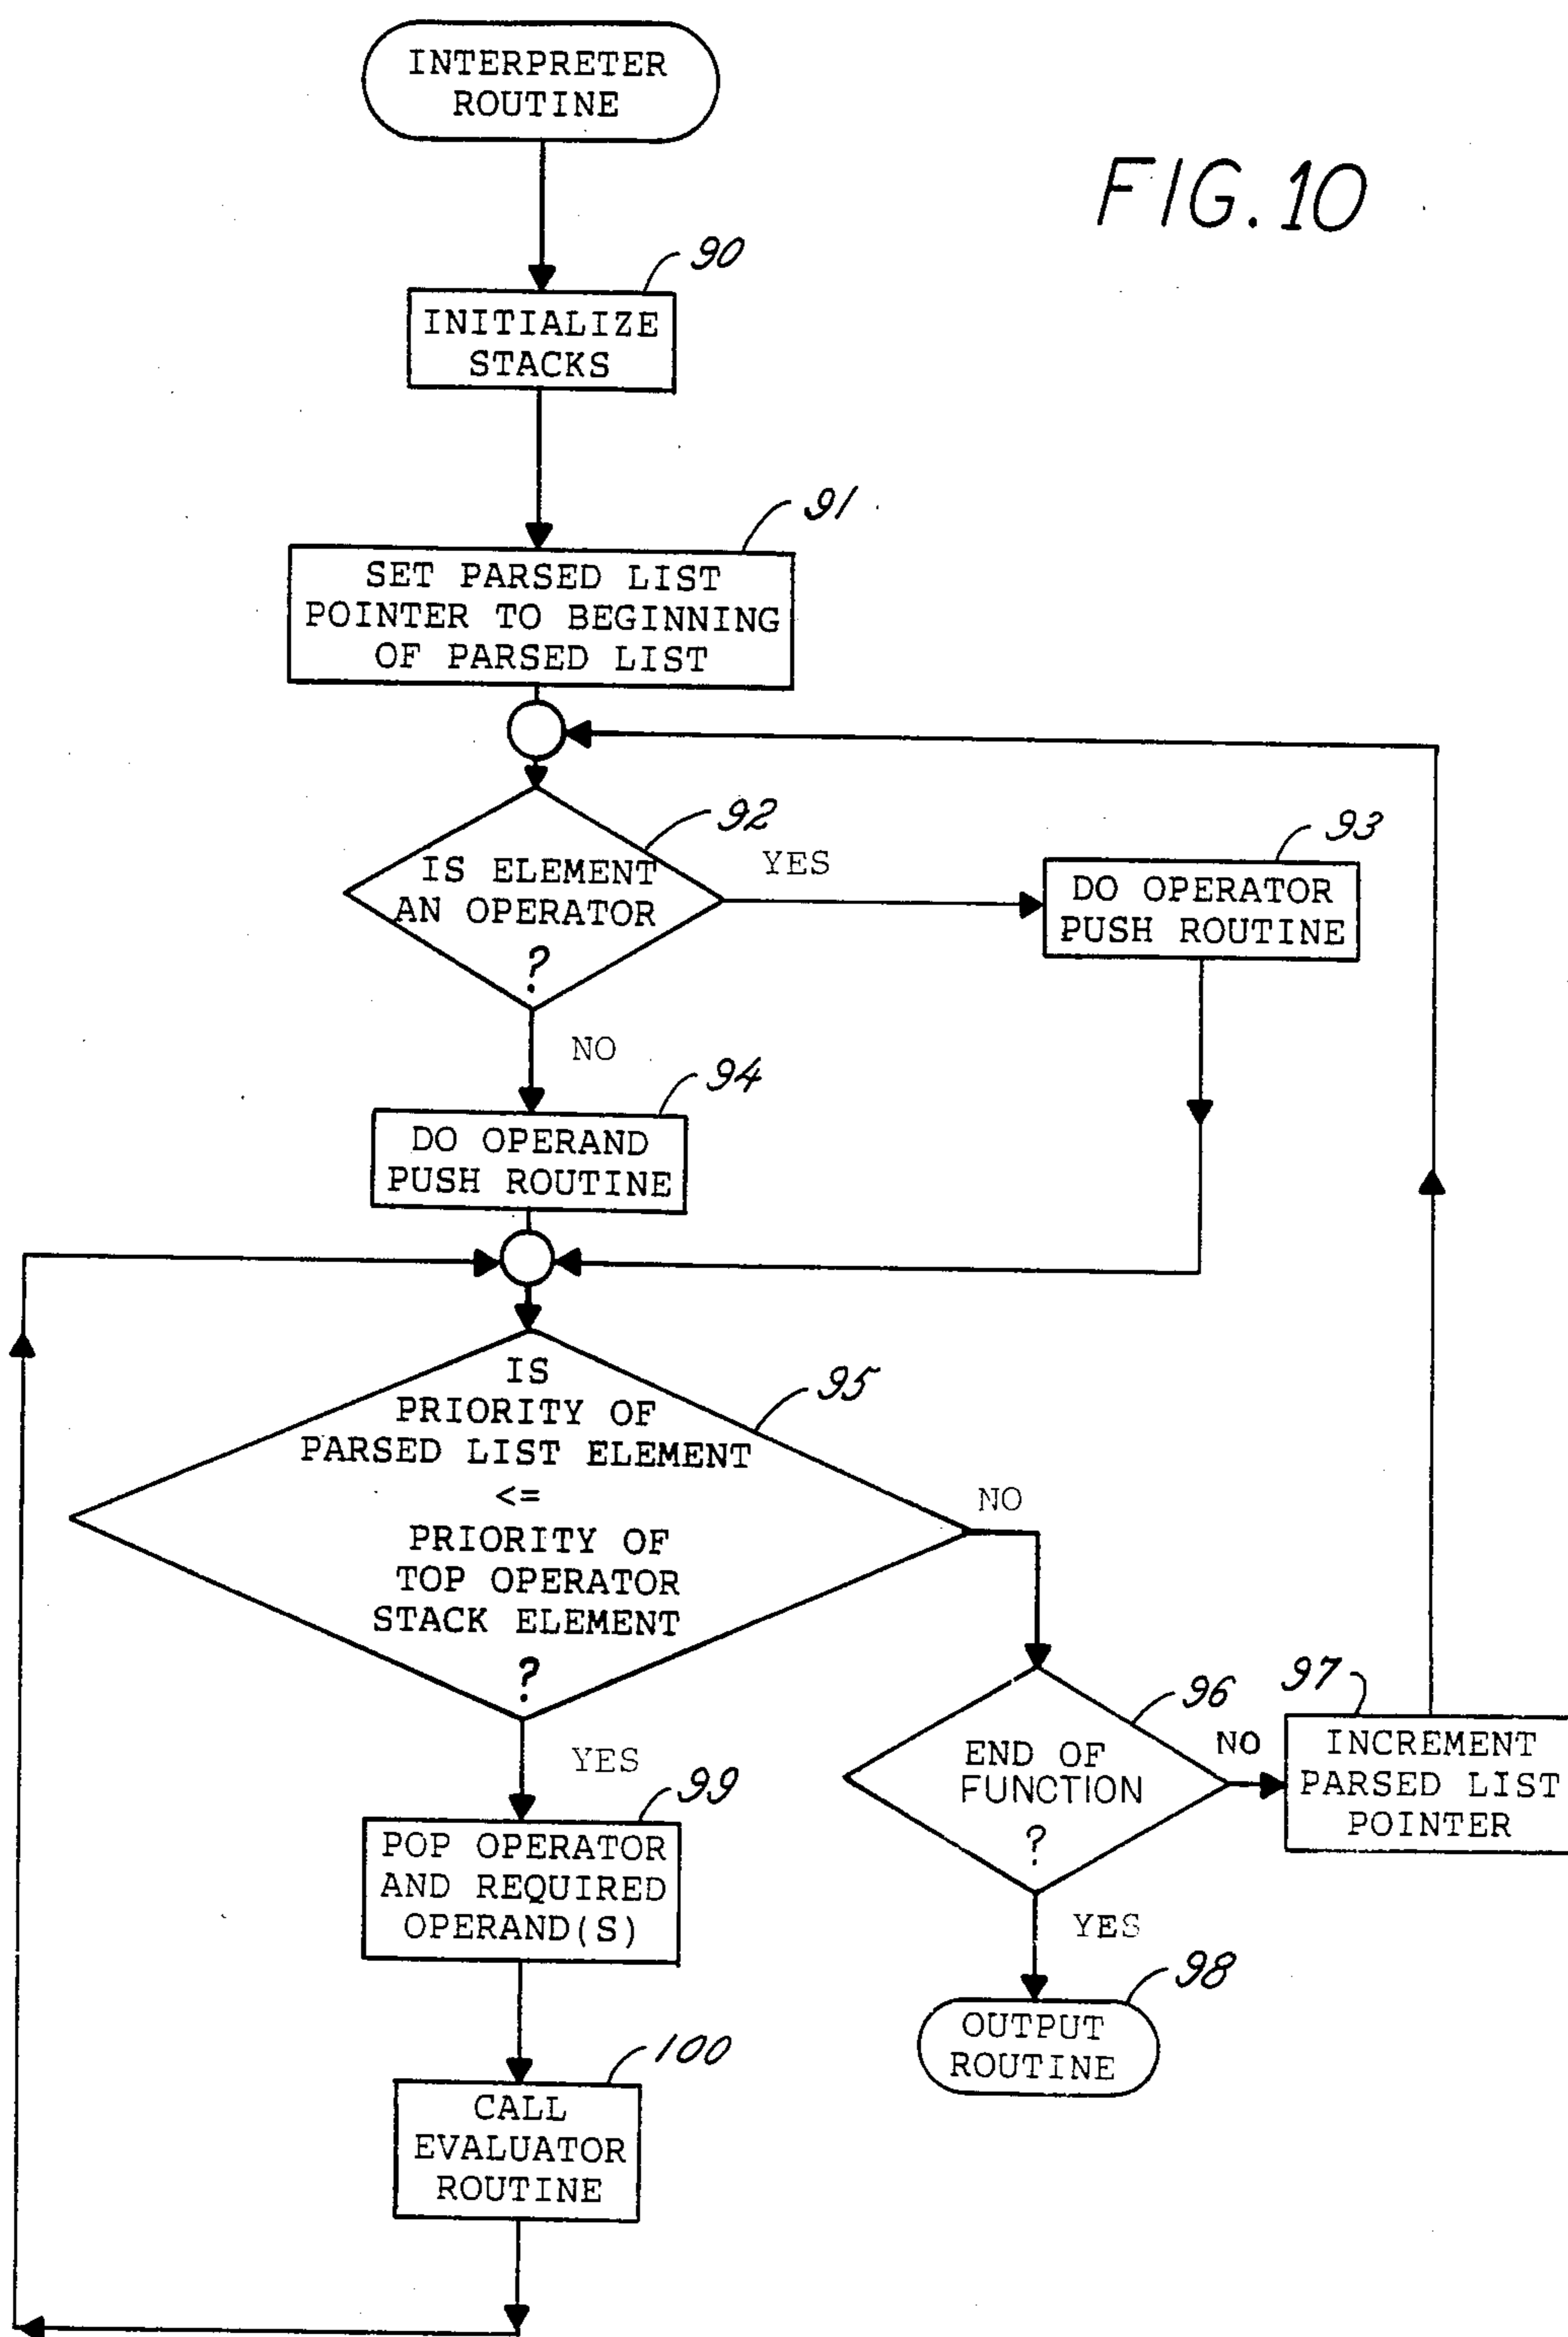 INTERPRETER
ROUTINE
FIG. 10
90
INITIALIZE
STACKS
91
SET PARSED LIST
POINTER TO BEGINNING
OF PARSED LIST
92
IS ELEMENT
AN OPERATOR
?
YES
93
DO OPERATOR
PUSH ROUTINE
NO
94
DO OPERAND
PUSH ROUTINE
95
IS
PRIORITY OF
PARSED LIST ELEMENT
<=
PRIORITY OF
TOP OPERATOR
STACK ELEMENT
?
NO
96
END OF
FUNCTION
?
NO
97
INCREMENT
PARSED LIST
POINTER
YES
99
POP OPERATOR
AND REQUIRED
OPERAND(S)
YES
98
OUTPUT
ROUTINE
100
CALL
EVALUATOR
ROUTINE